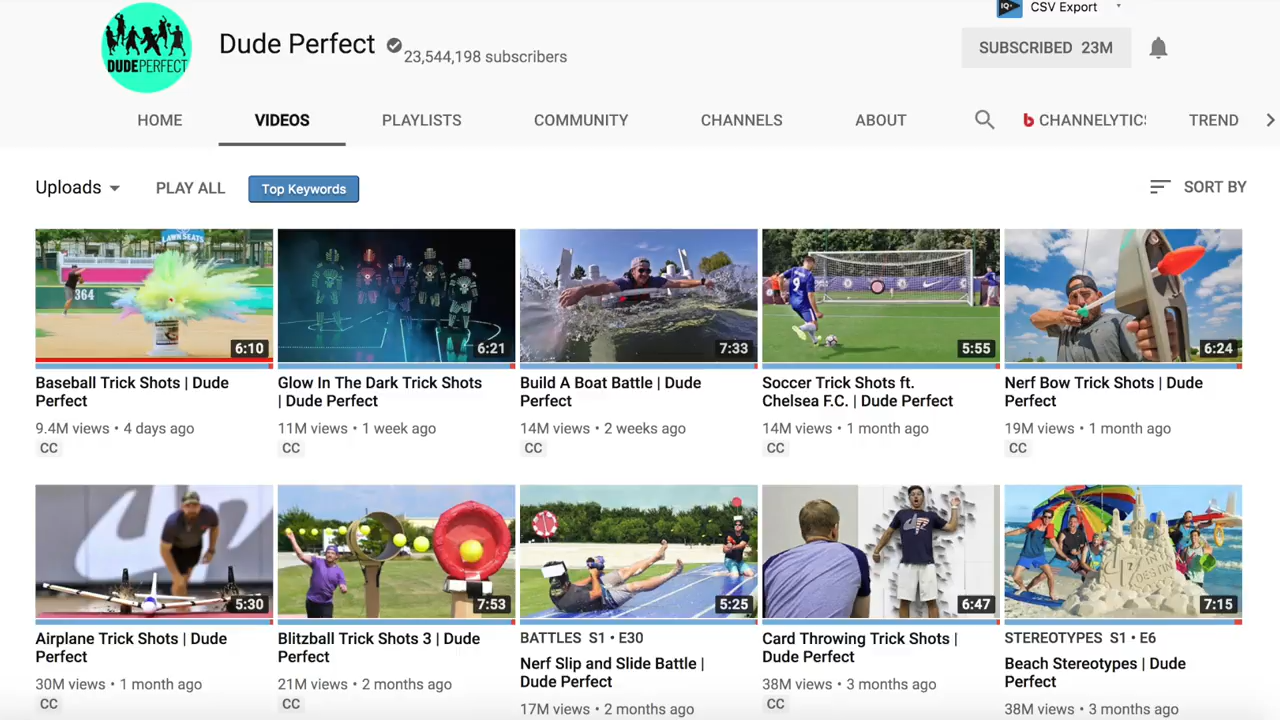 IQ+ CSV Export
DUDEPERFECT
Dude Perfect
23,544,198 subscribers
SUBSCRIBED 23M
HOME
VIDEOS
PLAYLISTS
COMMUNITY
CHANNELS
ABOUT
b CHANNELYTICS
TREND
Uploads
PLAY ALL
Top Keywords
SORT BY
LAWN SEATS
364
6:10
6:21
7:33
9
5:55
6:24
Baseball Trick Shots | Dude
Perfect
9.4M views • 4 days ago
CC
Glow In The Dark Trick Shots
| Dude Perfect
11M views • 1 week ago
CC
Build A Boat Battle | Dude
Perfect
14M views • 2 weeks ago
CC
Soccer Trick Shots ft.
Chelsea F.C. | Dude Perfect
14M views • 1 month ago
CC
Nerf Bow Trick Shots | Dude
Perfect
19M views • 1 month ago
CC
5:30
7:53
5:25
6:47
7:15
Airplane Trick Shots | Dude
Perfect
30M views • 1 month ago
CC
Blitzball Trick Shots 3 | Dude
Perfect
21M views • 2 months ago
CC
BATTLES S1 • E30
Nerf Slip and Slide Battle |
Dude Perfect
17M views • 2 months ago
Card Throwing Trick Shots |
Dude Perfect
38M views • 3 months ago
CC
STEREOTYPES S1 • E6
Beach Stereotypes | Dude
Perfect
38M views • 3 months ago